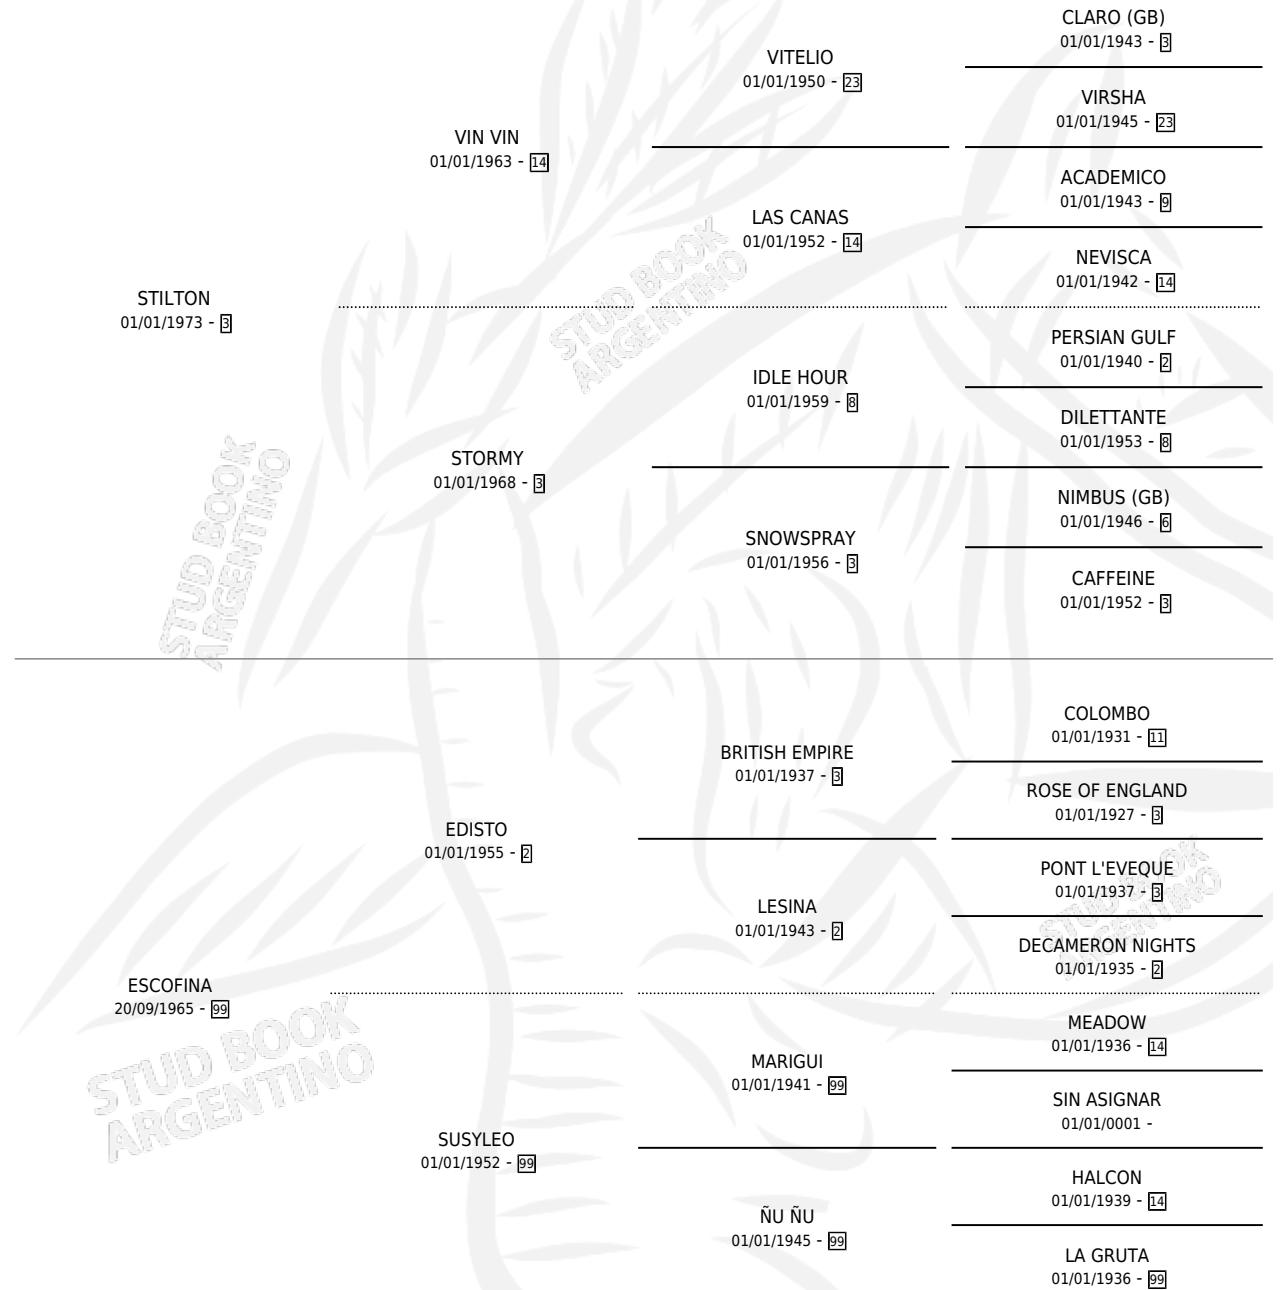 CLARO (GB)
01/01/1943 - 3
VITELIO
01/01/1950 - 23
VIRSHA
01/01/1945 - 23
VIN VIN
01/01/1963 - 14
ACADEMICO
01/01/1943 - 9
LAS CANAS
01/01/1952 - 14
NEVISCA
01/01/1942 - 14
STILTON
01/01/1973 - 3
PERSIAN GULF
01/01/1940 - 2
IDLE HOUR
01/01/1959 - 8
DILETTANTE
01/01/1953 - 8
STORMY
01/01/1968 - 3
NIMBUS (GB)
01/01/1946 - 6
SNOWSPRAY
01/01/1956 - 3
CAFFEINE
01/01/1952 - 3
COLOMBO
01/01/1931 - 11
BRITISH EMPIRE
01/01/1937 - 3
ROSE OF ENGLAND
01/01/1927 - 3
EDISTO
01/01/1955 - 2
PONT L'EVEQUE
01/01/1937 - 3
LESINA
01/01/1943 - 2
DECAMERON NIGHTS
01/01/1935 - 2
ESCOFINA
20/09/1965 - 99
MEADOW
01/01/1936 - 14
MARIGUI
01/01/1941 - 99
SIN ASIGNAR
01/01/0001 -
SUSYLEO
01/01/1952 - 99
HALCON
01/01/1939 - 14
ÑU ÑU
01/01/1945 - 99
LA GRUTA
01/01/1936 - 99
STUD BOOK
ARGENTINO
STUD BOOK
ARGENTINO
STUD BOOK
ARGENTINO
STUD BOOK
ARGENTINO